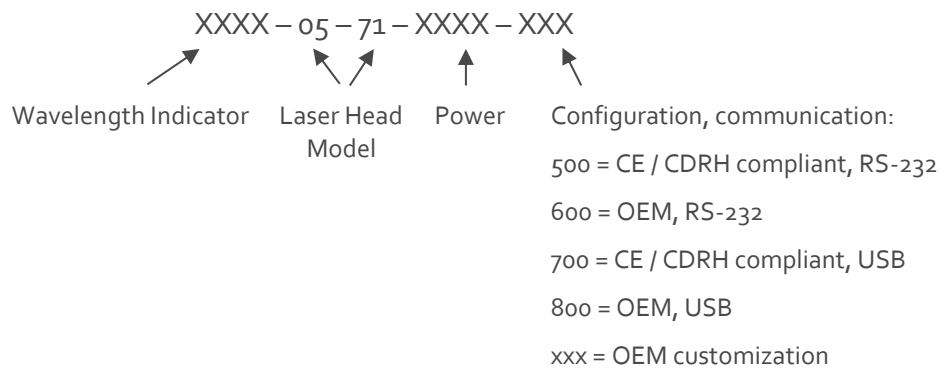 XXXX – 05 – 71 – XXXX – XXX
Wavelength Indicator
Laser Head
Model
Power
Configuration, communication:
500 = CE / CDRH compliant, RS-232
600 = OEM, RS-232
700 = CE / CDRH compliant, USB
800 = OEM, USB
xxx = OEM customization